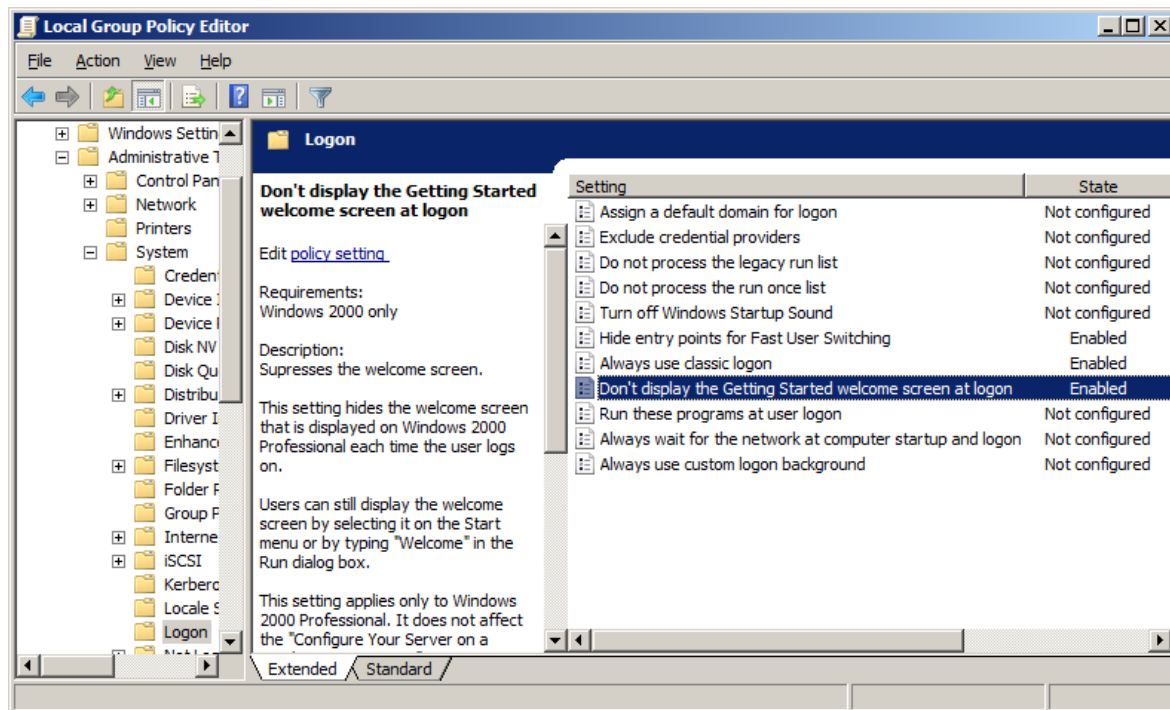 Local Group Policy Editor
File Action View Help
Windows Settin
Administrative T
Control Pan
Network
Printers
System
Creden
Device
Device
Disk NV
Disk Qu
Distribu
Driver I
Enhanc
Filesyst
Folder P
Group P
Interne
iSCSI
Kerbero
Locale S
Logon
Logon
Don't display the Getting Started
welcome screen at logon
Edit policy setting
Requirements:
Windows 2000 only
Description:
Supresses the welcome screen.
This setting hides the welcome screen
that is displayed on Windows 2000
Professional each time the user logs
on.
Users can still display the welcome
screen by selecting it on the Start
menu or by typing "Welcome" in the
Run dialog box.
This setting applies only to Windows
2000 Professional. It does not affect
the "Configure Your Server on a
Setting State
Assign a default domain for logon Not configured
Exclude credential providers Not configured
Do not process the legacy run list Not configured
Do not process the run once list Not configured
Turn off Windows Startup Sound Not configured
Hide entry points for Fast User Switching Enabled
Always use classic logon Enabled
Don't display the Getting Started welcome screen at logon Enabled
Run these programs at user logon Not configured
Always wait for the network at computer startup and logon Not configured
Always use custom logon background Not configured
Extended Standard